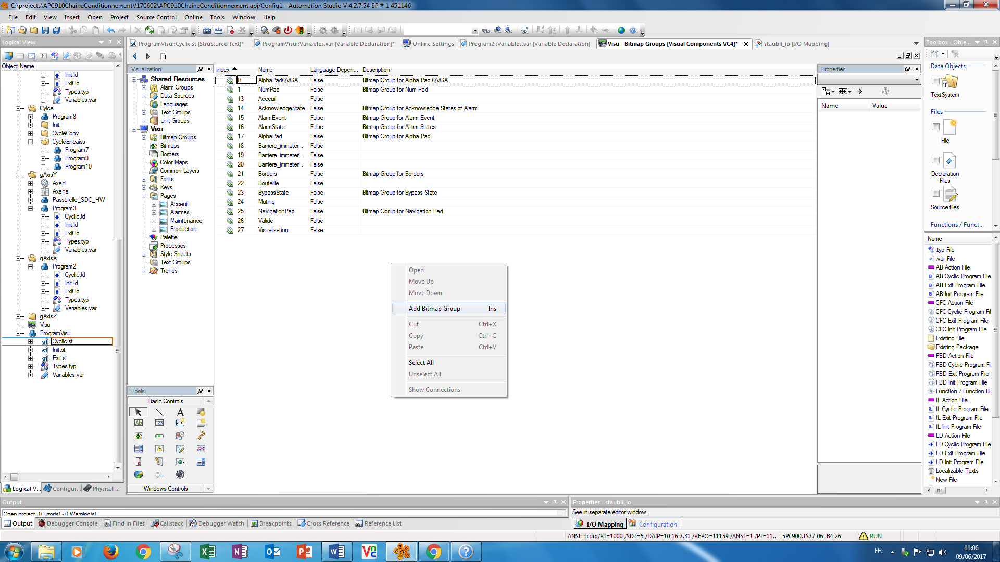 C:\projects\APC910ChaineConditionnementV170602\APC910ChaineConditionnement.apj/Config1 - Automation Studio V 4.2.7.54 SP # 1 451146
File Edit View Insert Open Project Source Control Online Tools Window Help
Logical View
Object Name
Init.ld
Exit.ld
Types.typ
Variables.var
Cylce
Program8
Init
CycleConv
CycleEncaiss
Program7
Program9
Program10
gAxisY
AxeYi
AxeYa
Passerelle_SDC_HW
Program3
Cyclic.ld
Init.ld
Exit.ld
Types.typ
Variables.var
gAxisX
Program2
Cyclic.ld
Init.ld
Exit.ld
Types.typ
Variables.var
gAxisZ
Visu
ProgramVisu
Cyclic.st
Init.st
Exit.st
Types.typ
Variables.var
Logical V... Configur... Physical ...
ProgramVisu::Cyclic.st [Structured Text]* ProgramVisu::Variables.var [Variable Declaration]* Online Settings Program2::Variables.var [Variable Declaration] Visu - Bitmap Groups [Visual Components VC4]* staubli_io [I/O Mapping]
Visualization
Shared Resources
Alarm Groups
Data Sources
Languages
Text Groups
Unit Groups
Visu
Bitmap Groups
Bitmaps
Borders
Color Maps
Common Layers
Fonts
Keys
Pages
Acceuil
Alarmes
Maintenance
Production
Palette
Processes
Style Sheets
Text Groups
Trends
Tools
Basic Controls
Windows Controls
Index Name Language Depen... Description
0 AlphaPadQVGA False Bitmap Group for Alpha Pad QVGA
1 NumPad False Bitmap Group for Num Pad
13 Acceuil False
14 AcknowledgeState False Bitmap Group for Acknowledge States of Alarm
15 AlarmEvent False Bitmap Group for Alarm Event
16 AlarmState False Bitmap Group for Alarm States
17 AlphaPad False Bitmap Group for Alpha Pad
18 Barriere_immateri... False
19 Barriere_immateri... False
20 Barriere_immateri... False
21 Borders False Bitmap Group for Borders
22 Bouteille False
23 BypassState False Bitmap Group for Bypass State
24 Muting False
25 NavigationPad False Bitmap Gorup for Navigation Pad
26 Valide False
27 Visualisation False
Open
Move Up
Move Down
Add Bitmap Group Ins
Cut Ctrl+X
Copy Ctrl+C
Paste Ctrl+V
Select All
Unselect All
Show Connections
Properties
Name Value
Toolbox - Obje...
Data Objects
TextSystem
Files
File
Declaration
Files
Source files
Functions / Funct...
Name
.typ File
.var File
AB Action File
AB Cyclic Program File
AB Exit Program File
AB Init Program File
CFC Action File
CFC Cyclic Program Fil
CFC Exit Program File
CFC Init Program File
Existing File
Existing Package
FBD Action File
FBD Cyclic Program Fil
FBD Exit Program File
FBD Init Program File
Function / Function Bl
IL Action File
IL Cyclic Program File
IL Exit Program File
IL Init Program File
LD Action File
LD Cyclic Program File
LD Exit Program File
LD Init Program File
Localizable Texts
New File
Output
Open project: 0 Error(s) - 0 Warning(s)
Output Debugger Console Find in Files Callstack Debugger Watch Breakpoints Cross Reference Reference List
Properties - staubli_io
See in separate editor window.
I/O Mapping Configuration
ANSL: tcpip/RT=1000 /SDT=5 /DAIP=10.16.7.31 /REPO=11159 /ANSL=1 /PT=11... 5PC900.TS77-06 B4.26 RUN
FR
11:06
09/06/2017